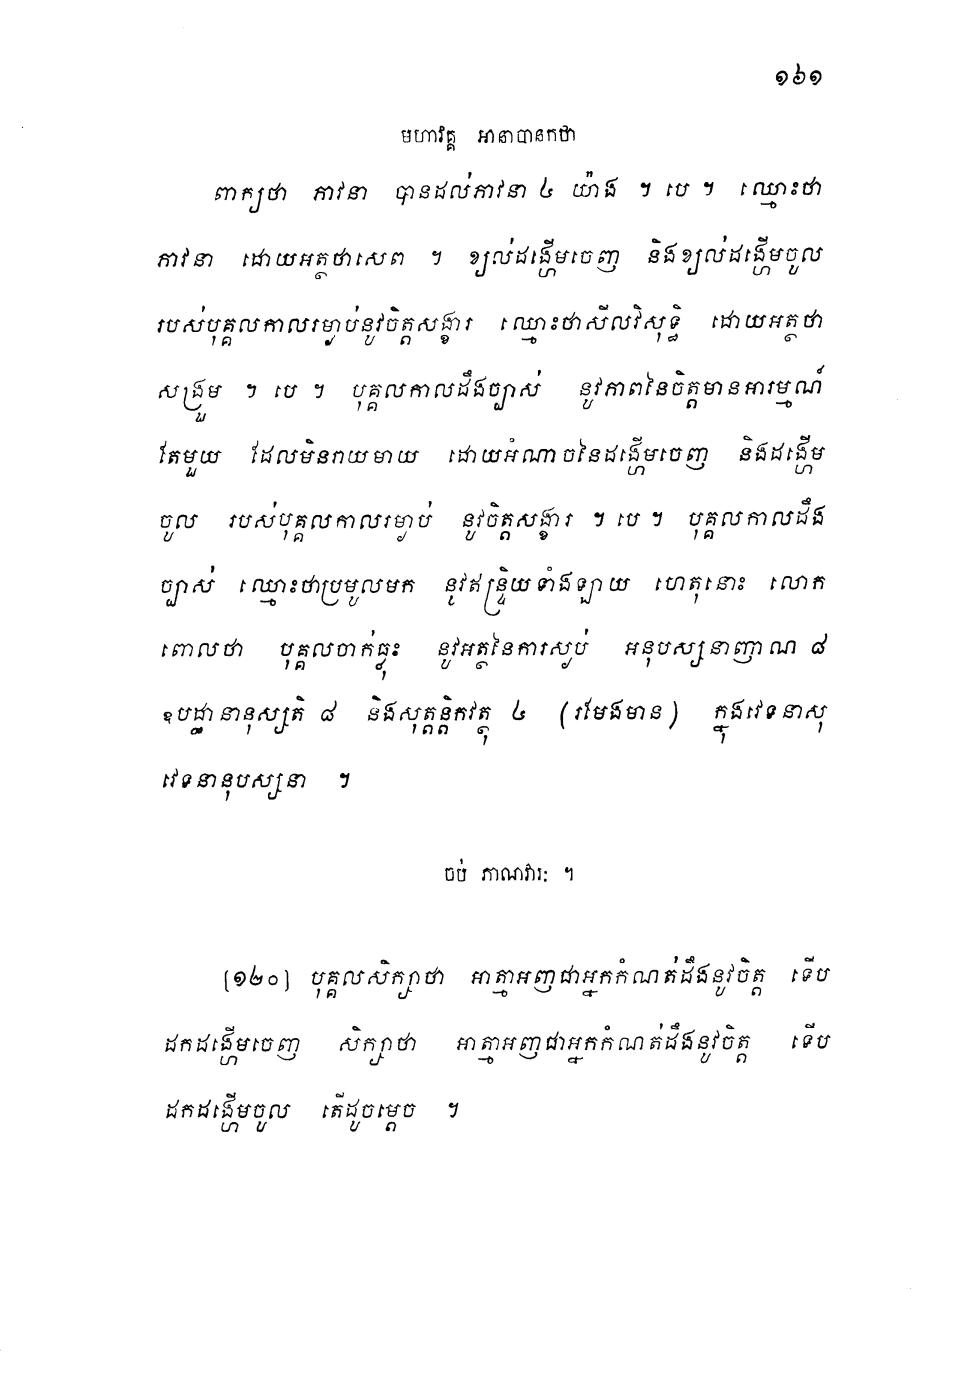 ១៦១
មហាវគ្គ អានាបានកថា
ពាក្យថា ភាវនា បានដល់ភាវនា ៤ យ៉ាង ។ បេ ។ ឈ្មោះថា
ភាវនា ដោយអត្ថថាសេព ។ ខ្យល់ដង្ហើមចេញ និងខ្យល់ដង្ហើមចូល
របស់បុគ្គលកាលរម្ងាប់នូវចិត្តសង្ខារ ឈ្មោះថាសីលវិសុទ្ធិ ដោយអត្ថថា
សង្រួម ។ បេ ។ បុគ្គលកាលដឹងច្បាស់ នូវភាពនៃចិត្តមានអារម្មណ៍
តែមួយ ដែលមិនរាយមាយ ដោយអំណាចនៃដង្ហើមចេញ និងដង្ហើម
ចូល របស់បុគ្គលកាលរម្ងាប់ នូវចិត្តសង្ខារ ។ បេ ។ បុគ្គលកាលដឹង
ច្បាស់ ឈ្មោះថាប្រមូលមក នូវឥន្ទ្រិយទាំងឡាយ ហេតុនោះ លោក
ពោលថា បុគ្គលចាក់ធ្លុះ នូវអត្ថនៃការស្ងប់ អនុបស្សនាញាណ ៨
ឧបដ្ឋានានុស្សតិ ៨ និងសុត្តន្តិកវត្ថុ ៤ (រមែងមាន) ក្នុងវេទនាសុ
វេទនានុបស្សនា ។
ចប់ ភាណវារៈ ។
[១៤០] បុគ្គលសិក្សាថា អាត្មាអញជាអ្នកកំណត់ដឹងនូវចិត្ត ទើប
ដកដង្ហើមចេញ សិក្សាថា អាត្មាអញជាអ្នកកំណត់ដឹងនូវចិត្ត ទើប
ដកដង្ហើមចូល តើដូចម្តេច ។